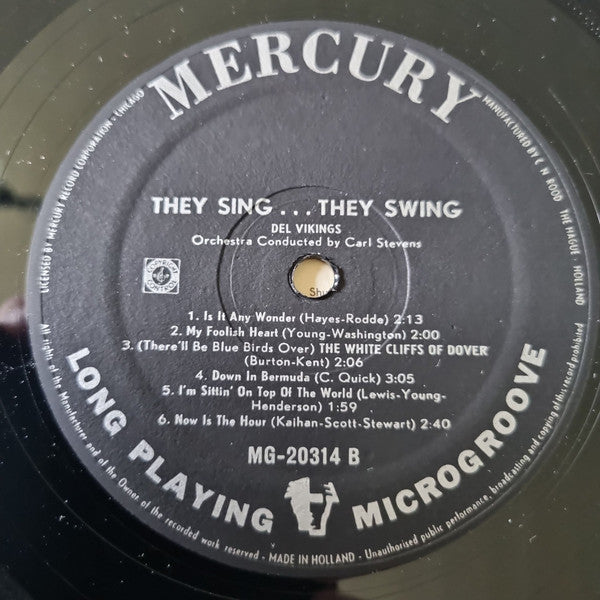 MERCURY
LICENSED BY MERCURY RECORD CORPORATION - CHICAGO
MANUFACTURED BY C N ROOD THE HAGUE - HOLLAND
THEY SING . . . THEY SWING
DEL VIKINGS
Orchestra Conducted by Carl Stevens
COPYRIGHT
CONTROL
1. Is It Any Wonder (Hayes-Rodde) 2:13
2. My Foolish Heart (Young-Washington) 2:00
3. (There'll Be Blue Birds Over) THE WHITE CLIFFS OF DOVER
(Burton-Kent) 2:06
4. Down In Bermuda (C. Quick) 3:05
5. I'm Sittin' On Top Of The World (Lewis-Young-
Henderson) 1:59
6. Now Is The Hour (Kaihan-Scott-Stewart) 2:40
MG-20314 B
LONG PLAYING MICROGROOVE
All rights of the Manufacturer and of the Owner of the recorded work reserved - MADE IN HOLLAND - Unauthorised public performance, broadcasting and copying of this record prohibited